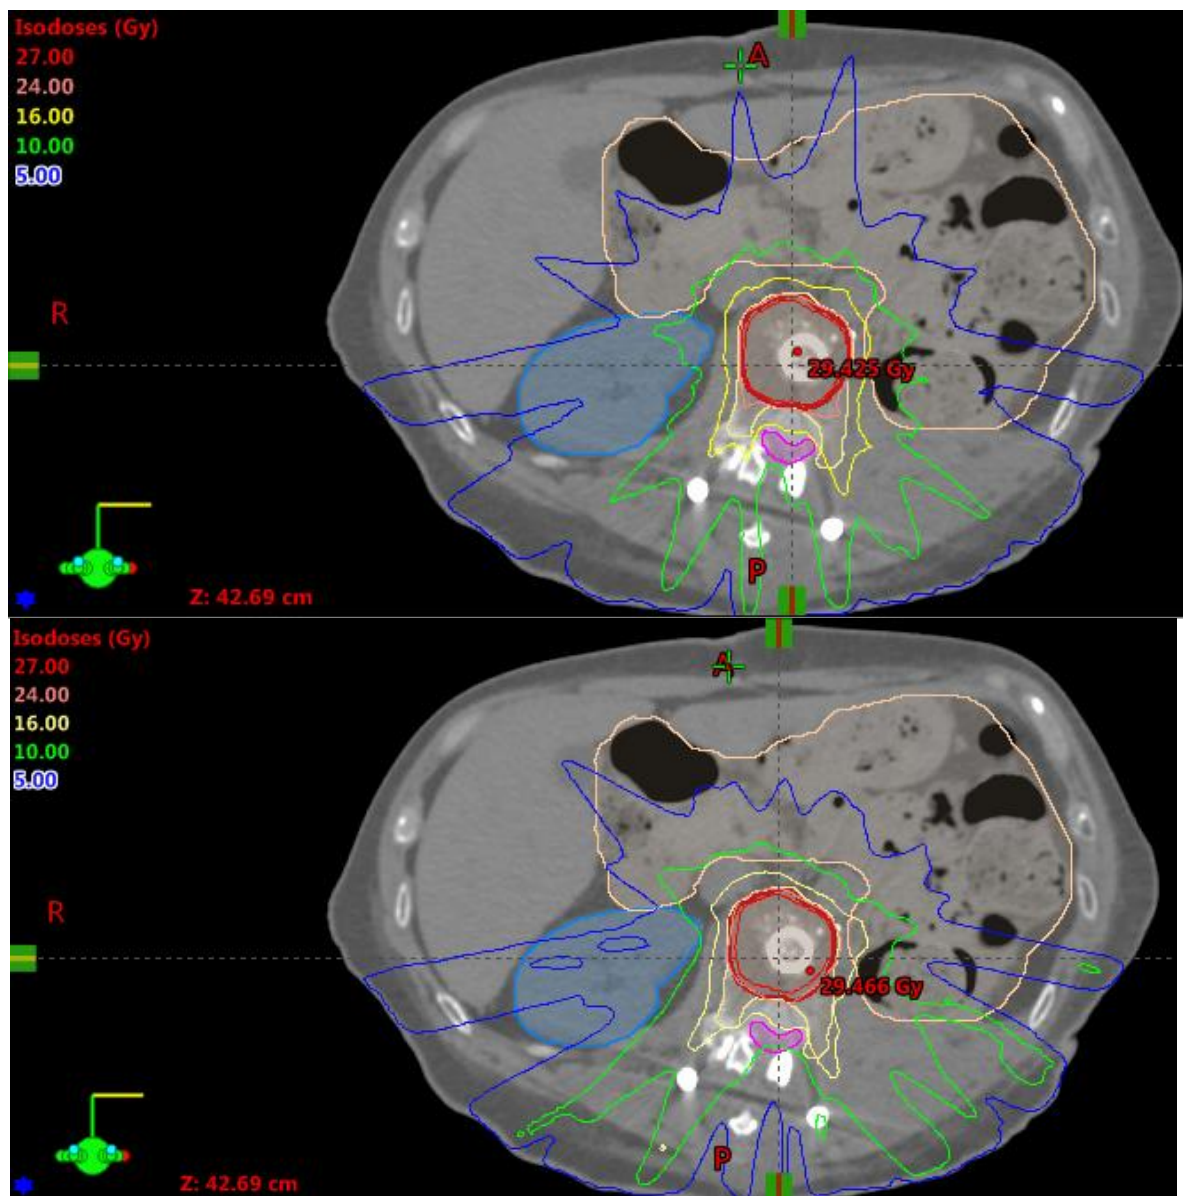 Isodoses (Gy)
27.00
24.00
16.00
10.00
5.00
A
R
29.425 Gy
P
Z: 42.69 cm
Isodoses (Gy)
27.00
24.00
16.00
10.00
5.00
A
R
29.466 Gy
P
Z: 42.69 cm